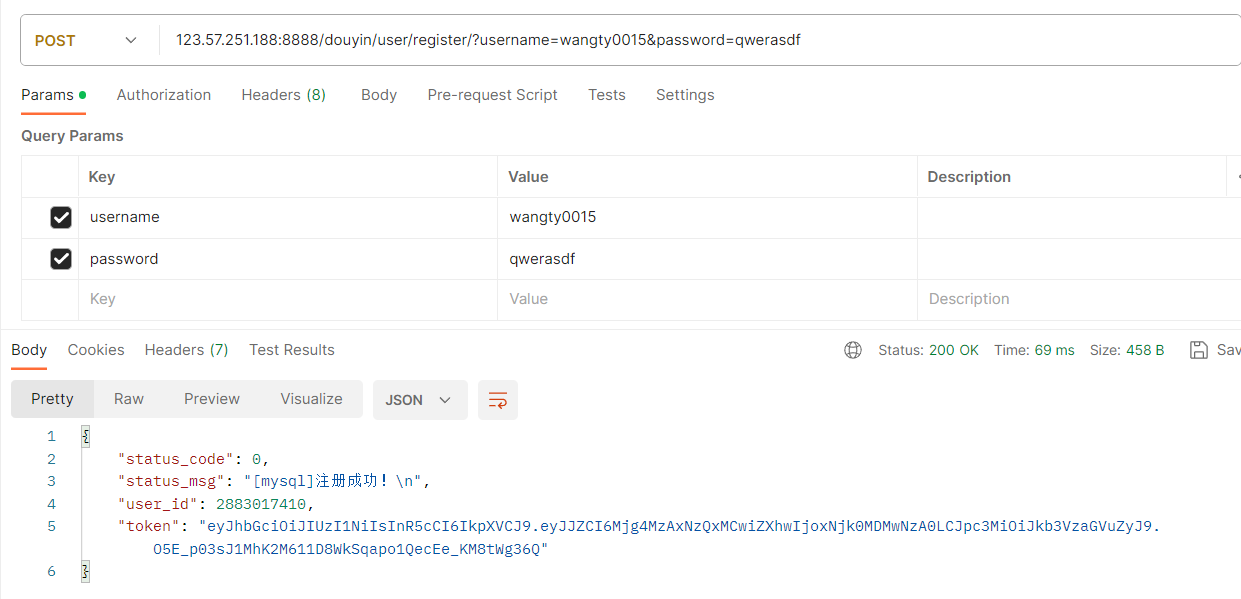 POST 123.57.251.188:8888/douyin/user/register/?username=wangty0015&password=qwerasdf
Params Authorization Headers (8) Body Pre-request Script Tests Settings
Query Params
Key Value Description
username wangty0015
password qwerasdf
Key Value Description
Body Cookies Headers (7) Test Results Status: 200 OK Time: 69 ms Size: 458 B Sav
Pretty Raw Preview Visualize JSON
1 {
2 "status_code": 0,
3 "status_msg": "[mysql]注册成功! \n",
4 "user_id": 2883017410,
5 "token": "eyJhbGciOiJIUzI1NiIsInR5cCI6IkpXVCJ9.eyJJZCI6Mjg4MzAxNzQxMCwiZXhwIjoxNjk0MDMwNzA0LCJpc3MiOiJkb3VzaGVuZyJ9.
O5E_p03sJ1MhK2M611D8WkSqapo1QecEe_KM8tWg36Q"
6 }